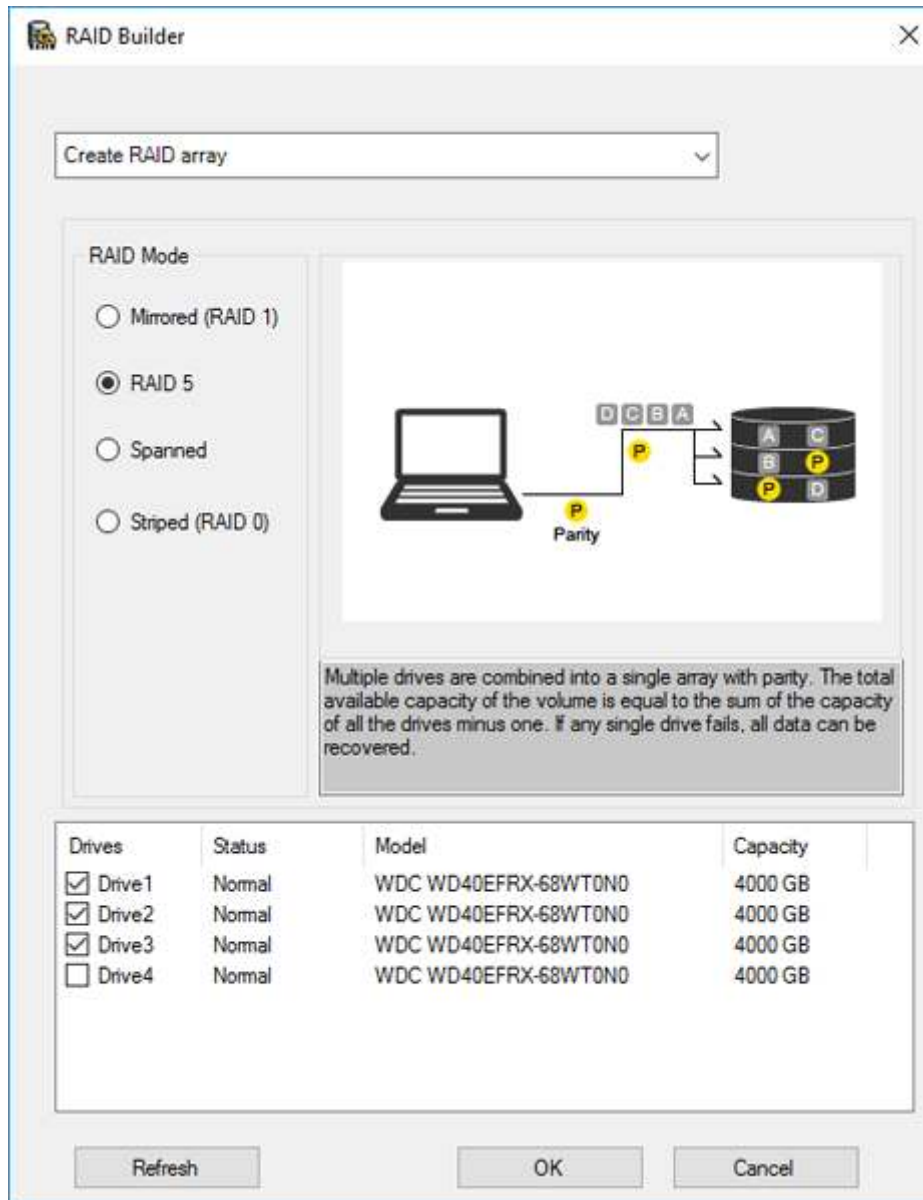 RAID Builder
Create RAID array
RAID Mode
Mirrored (RAID 1)
RAID 5
Spanned
Striped (RAID 0)
D C B A
P
P
Parity
A C
B P
P D
Multiple drives are combined into a single array with parity. The total
available capacity of the volume is equal to the sum of the capacity
of all the drives minus one. If any single drive fails, all data can be
recovered.
Drives Status Model Capacity
Drive1 Normal WDC WD40EFRX-68WT0N0 4000 GB
Drive2 Normal WDC WD40EFRX-68WT0N0 4000 GB
Drive3 Normal WDC WD40EFRX-68WT0N0 4000 GB
Drive4 Normal WDC WD40EFRX-68WT0N0 4000 GB
Refresh OK Cancel